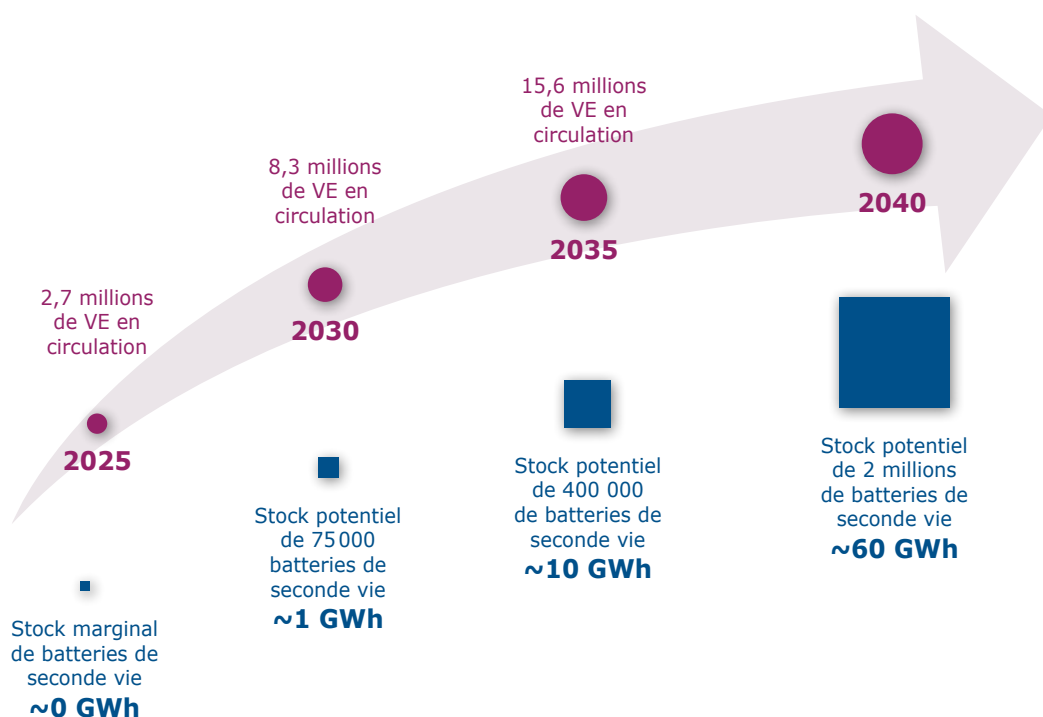 15,6 millions
de VE en
circulation
8,3 millions
de VE en
circulation
2,7 millions
de VE en
circulation
2040
2035
2030
2025
Stock marginal
de batteries de
seconde vie
~0 GWh
Stock potentiel
de 75 000
batteries de
seconde vie
~1 GWh
Stock potentiel
de 400 000
de batteries de
seconde vie
~10 GWh
Stock potentiel
de 2 millions
de batteries de
seconde vie
~60 GWh